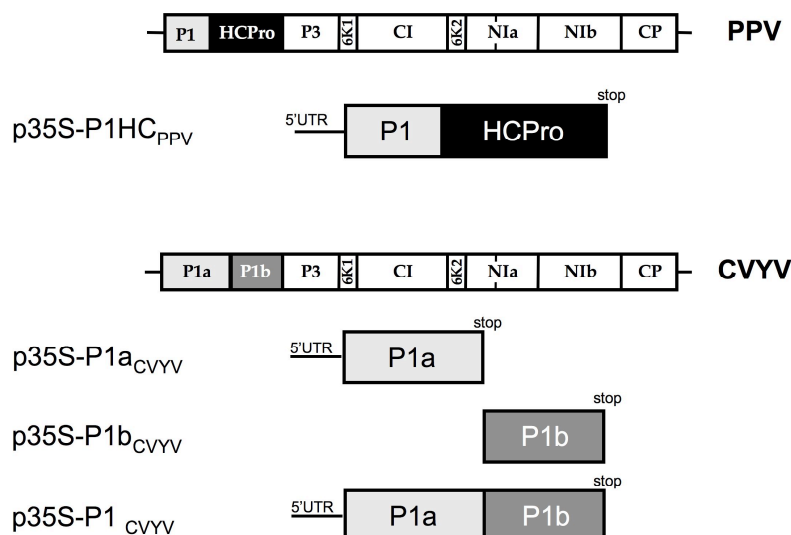 P1 HCPro P3 6K1 CI 6K2 NIa NIb CP PPV
stop
5'UTR
p35S-P1HCPPV P1 HCPro
P1a P1b P3 6K1 CI 6K2 NIa NIb CP CVYV
stop
5'UTR
p35S-P1aCVYV P1a
stop
p35S-P1bCVYV P1b
stop
5'UTR
p35S-P1 CVYV P1a P1b